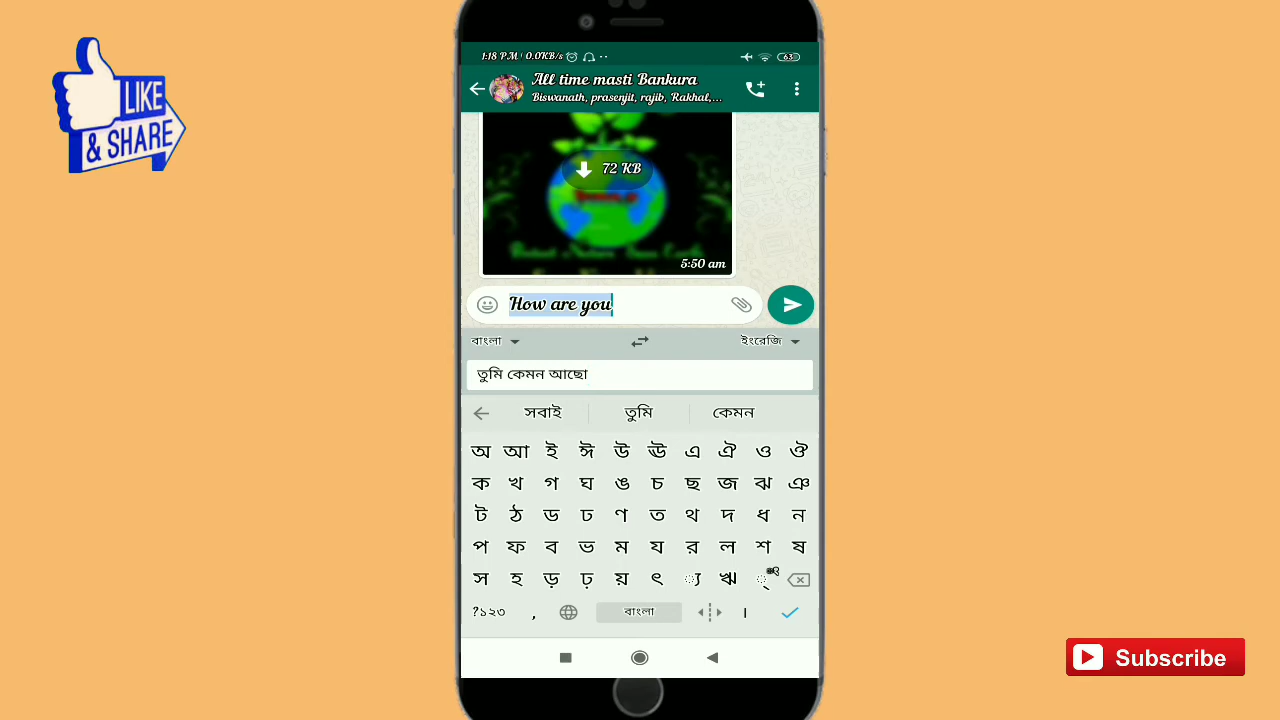 LIKE
& SHARE
1:18 P.M | 0.0KB/s
63
All time masti Bankura
Biswanath, prasenjit, rajib, Rakhal,...
72 KB
5:50 am
How are you
বাংলা
ইংরেজি
তুমি কেমন আছো
সবাই তুমি কেমন
অ আ ই ঈ উ ঊ এ ঐ ও ঔ
ক খ গ ঘ ঙ চ ছ জ ঝ ঞ
ট ঠ ড ঢ ণ ত থ দ ধ ন
প ফ ব ভ ম য র ল শ ষ
স হ ড় ঢ় য় ৎ ্য ঋ ্
?১২৩ , বাংলা ।
Subscribe